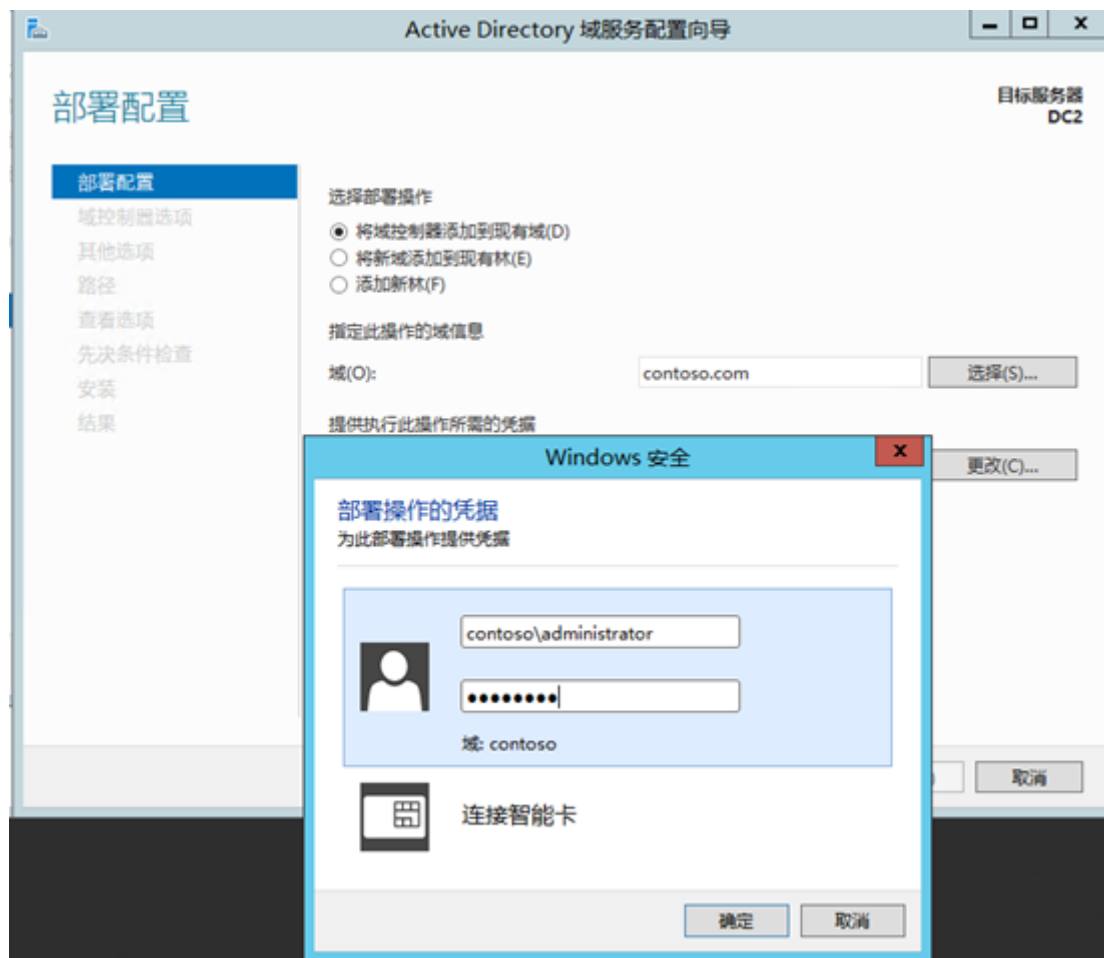 Active Directory 域服务配置向导
部署配置
目标服务器
DC2
部署配置
域控制器选项
其他选项
路径
查看选项
先决条件检查
安装
结果
选择部署操作
将域控制器添加到现有域(D)
将新域添加到现有林(E)
添加新林(F)
指定此操作的域信息
域(O):
contoso.com
选择(S)...
提供执行此操作所需的凭据
更改(C)...
Windows 安全
部署操作的凭据
为此部署操作提供凭据
contoso\administrator
域: contoso
连接智能卡
确定
取消
取消